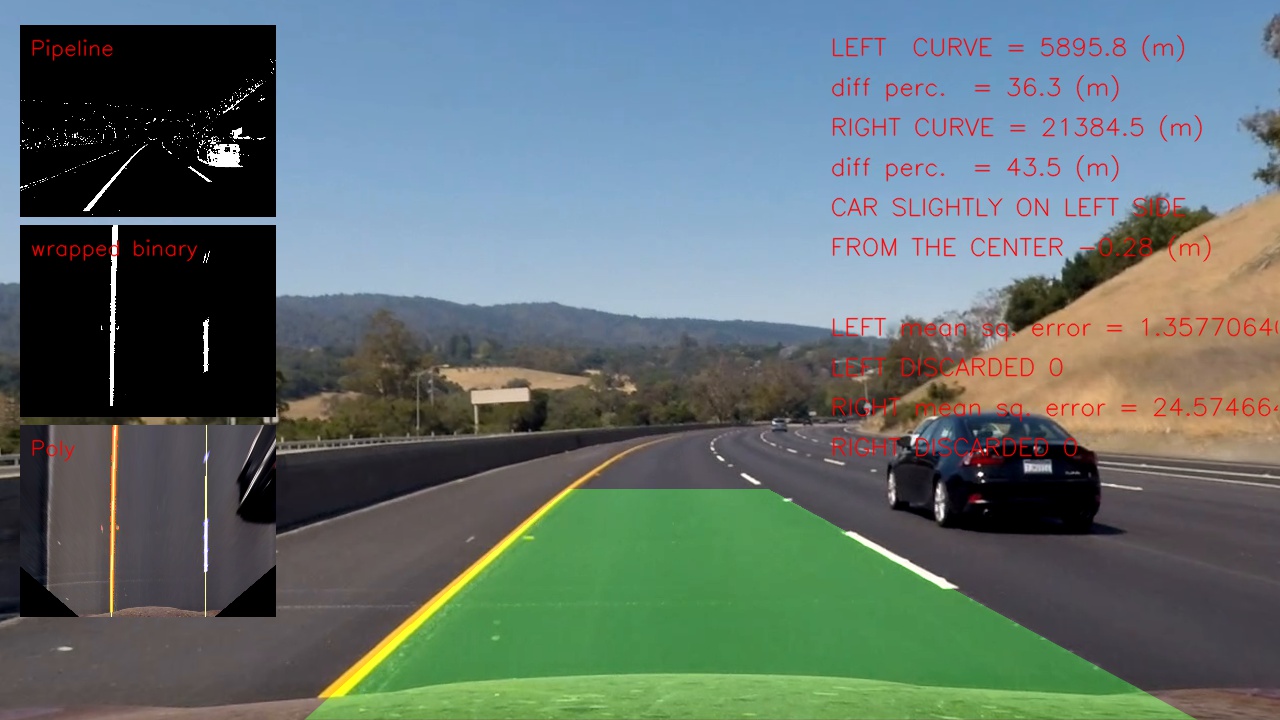 Pipeline
wrapped binary
Poly
LEFT  CURVE = 5895.8 (m)
diff perc.  = 36.3 (m)
RIGHT CURVE = 21384.5 (m)
diff perc.  = 43.5 (m)
CAR SLIGHTLY ON LEFT SIDE
FROM THE CENTER -0.28 (m)
LEFT mean sq. error = 1.3577064
LEFT DISCARDED 0
RIGHT mean sq. error = 24.57466
RIGHT DISCARDED 0